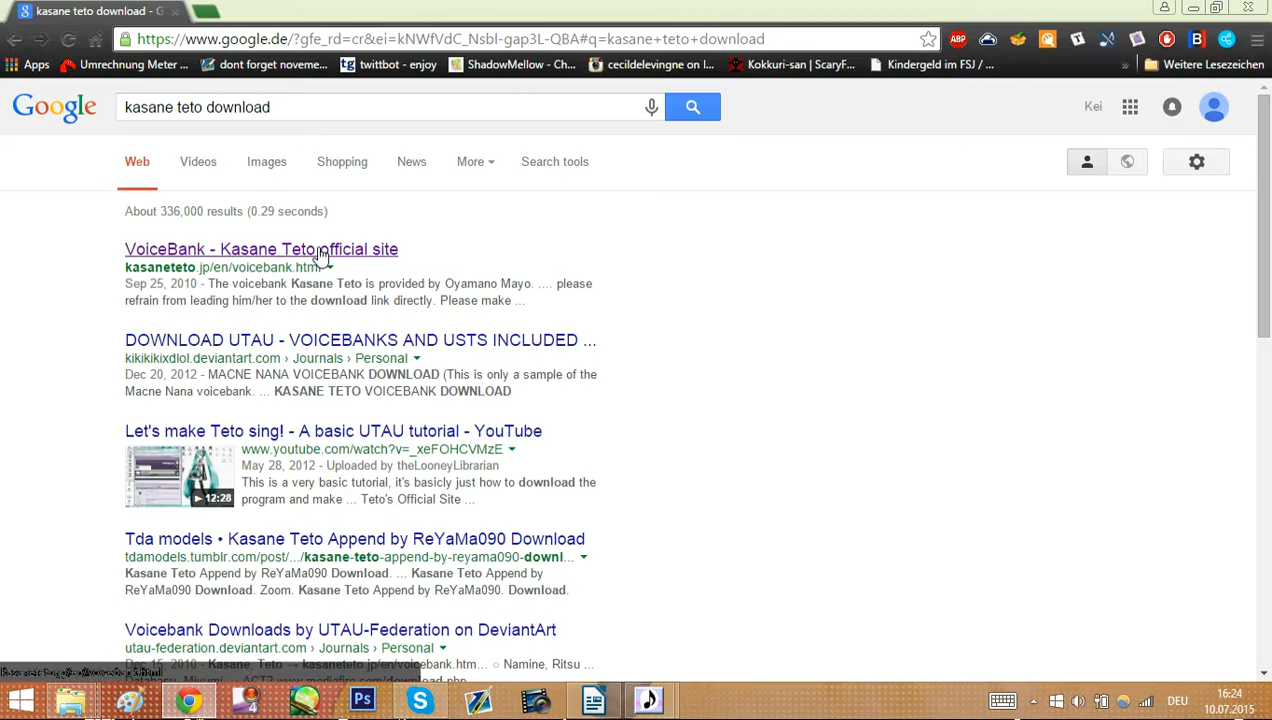 kasane teto download - G
https://www.google.de/?gfe_rd=cr&ei=kNWfVdC_Nsbl-gap3L-QBA#q=kasane+teto+download
ABP
Apps Umrechnung Meter ... dont forget noveme... tg twittbot - enjoy ShadowMellow - Ch... cecildelevingne on I... Kokkuri-san | ScaryF... Kindergeld im FSJ / ... » Weitere Lesezeichen
Google kasane teto download Kei
Web Videos Images Shopping News More Search tools
About 336,000 results (0.29 seconds)
VoiceBank - Kasane Teto official site
kasaneteto.jp/en/voicebank.html
Sep 25, 2010 - The voicebank Kasane Teto is provided by Oyamano Mayo. .... please
refrain from leading him/her to the download link directly. Please make ...
DOWNLOAD UTAU - VOICEBANKS AND USTS INCLUDED ...
kikikikixdlol.deviantart.com › Journals › Personal
Dec 20, 2012 - MACNE NANA VOICEBANK DOWNLOAD (This is only a sample of the
Macne Nana voicebank. ... KASANE TETO VOICEBANK DOWNLOAD
Let's make Teto sing! - A basic UTAU tutorial - YouTube
www.youtube.com/watch?v=_xeFOHCVMzE
May 28, 2012 - Uploaded by theLooneyLibrarian
This is a very basic tutorial, it's basicly just how to download the
program and make ... Teto's Official Site ...
12:28
Tda models • Kasane Teto Append by ReYaMa090 Download
tdamodels.tumblr.com/post/.../kasane-teto-append-by-reyama090-downl...
Kasane Teto Append by ReYaMa090 Download. ... Kasane Teto Append by
ReYaMa090 Download. Zoom. Kasane Teto Append by ReYaMa090. Download.
Voicebank Downloads by UTAU-Federation on DeviantArt
utau-federation.deviantart.com › Journals › Personal
Dec 15, 2010 - Kasane, Teto → kasaneteto.jp/en/voicebank.htm... ○ Namine, Ritsu ...
4 Ps DEU 16:24
10.07.2015